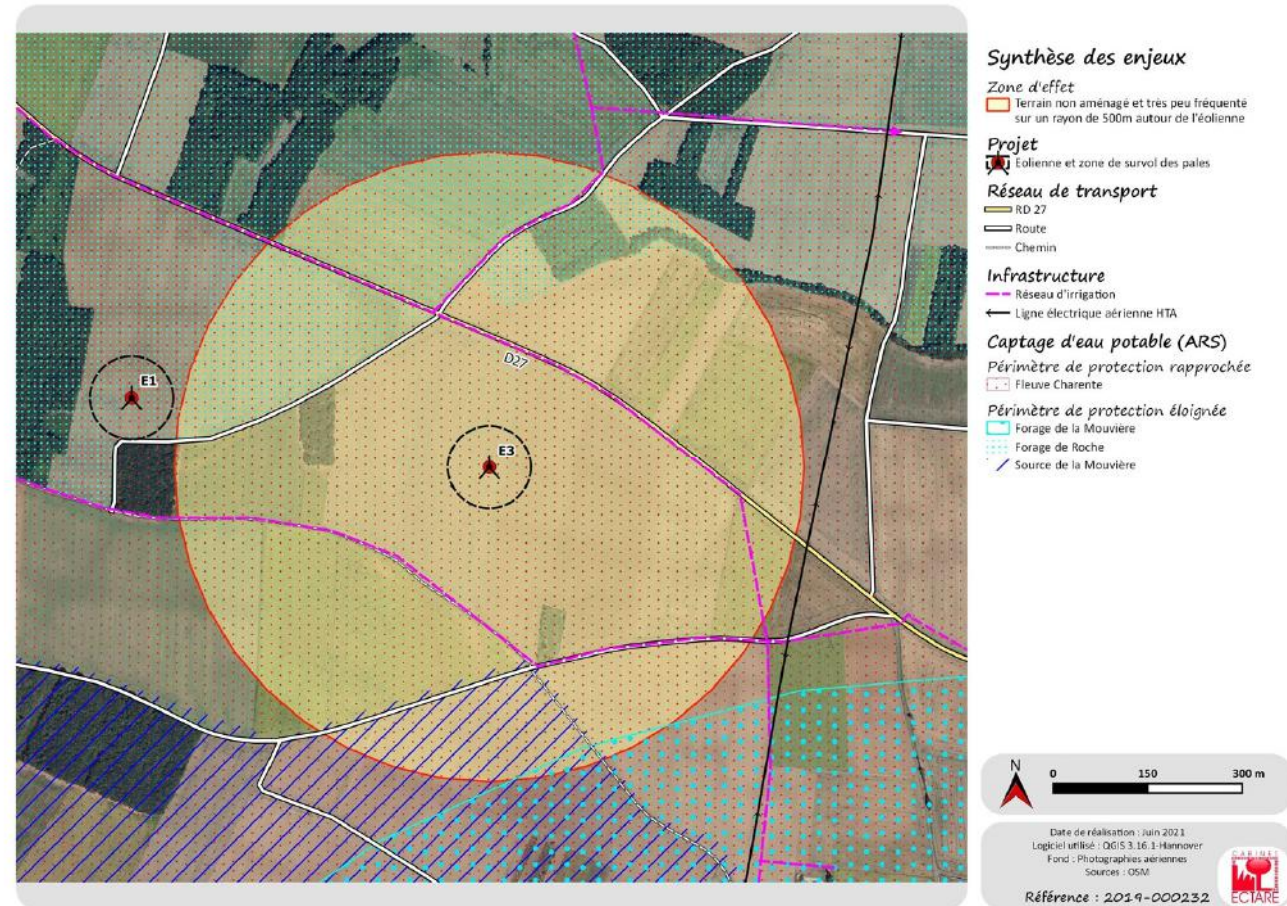 E1
D27
E3
Synthèse des enjeux
Zone d'effet
Terrain non aménagé et très peu fréquenté
sur un rayon de 500m autour de l'éolienne
Projet
Eolienne et zone de survol des pales
Réseau de transport
RD 27
Route
Chemin
Infrastructure
Réseau d'irrigation
Ligne électrique aérienne HTA
Captage d'eau potable (ARS)
Périmètre de protection rapprochée
Fleuve Charente
Périmètre de protection éloignée
Forage de la Mouvière
Forage de Roche
Source de la Mouvière
N
0 150 300 m
Date de réalisation : Juin 2021
Logiciel utilisé : QGIS 3.16.1-Hannover
Fond : Photographies aériennes
Sources : OSM
Référence : 2019-000232
CABINET
ECTARE